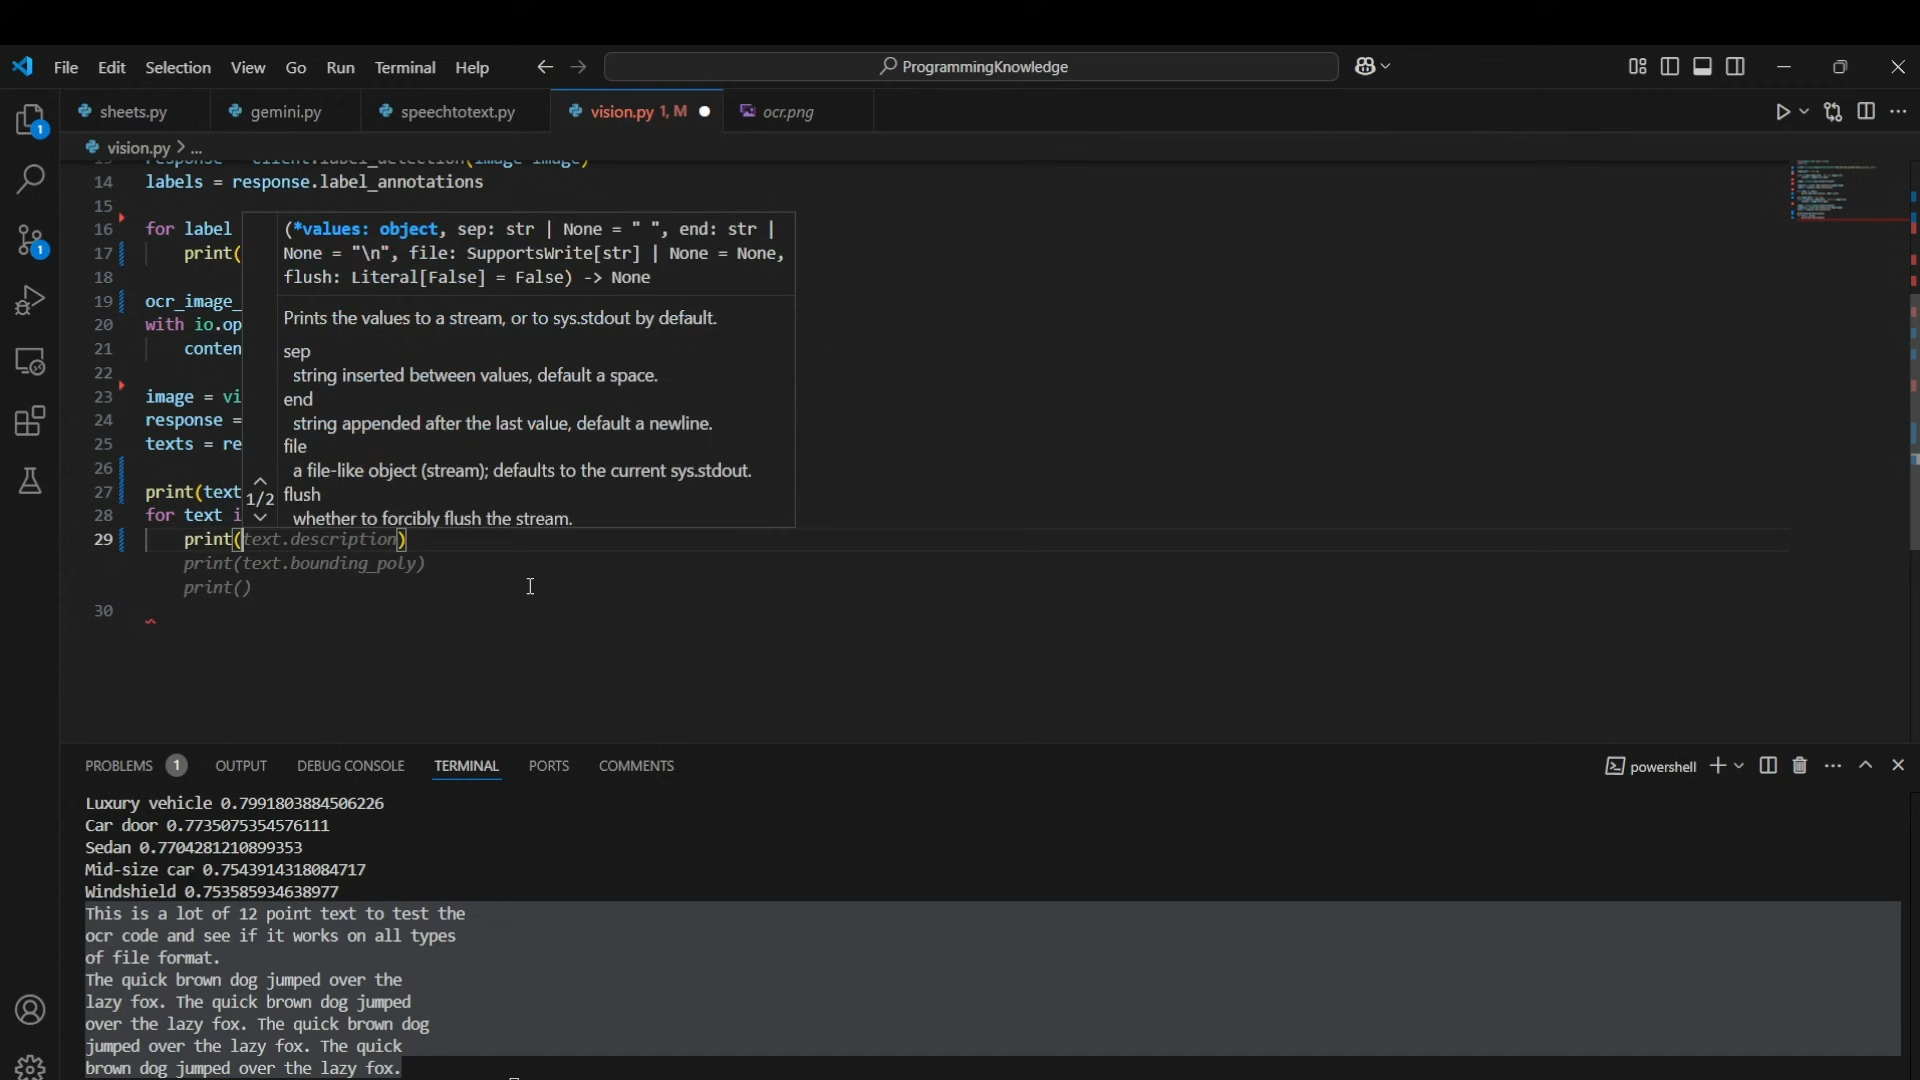 File Edit Selection View Go Run Terminal Help ProgrammingKnowledge
sheets.py gemini.py speechtotext.py vision.py 1, M ocr.png
vision.py > ...
14 labels = response.label_annotations
15
16 for label
17 print(
18
19 ocr_image_
20 with io.op
21 conten
22
23 image = vi
24 response =
25 texts = re
26
27 print(text
28 for text i
29 print(text.description)
print(text.bounding_poly)
print()
30
(*values: object, sep: str | None = " ", end: str |
None = "\n", file: SupportsWrite[str] | None = None,
flush: Literal[False] = False) -> None
Prints the values to a stream, or to sys.stdout by default.
sep
string inserted between values, default a space.
end
string appended after the last value, default a newline.
file
a file-like object (stream); defaults to the current sys.stdout.
1/2
flush
whether to forcibly flush the stream.
PROBLEMS 1 OUTPUT DEBUG CONSOLE TERMINAL PORTS COMMENTS powershell
Luxury vehicle 0.7991803884506226
Car door 0.7735075354576111
Sedan 0.7704281210899353
Mid-size car 0.7543914318084717
Windshield 0.753585934638977
This is a lot of 12 point text to test the
ocr code and see if it works on all types
of file format.
The quick brown dog jumped over the
lazy fox. The quick brown dog jumped
over the lazy fox. The quick brown dog
jumped over the lazy fox. The quick
brown dog jumped over the lazy fox.